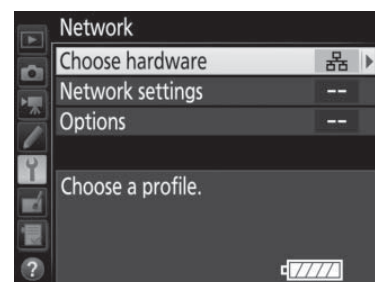 Network
Choose hardware
Network settings --
Options --
Choose a profile.
?